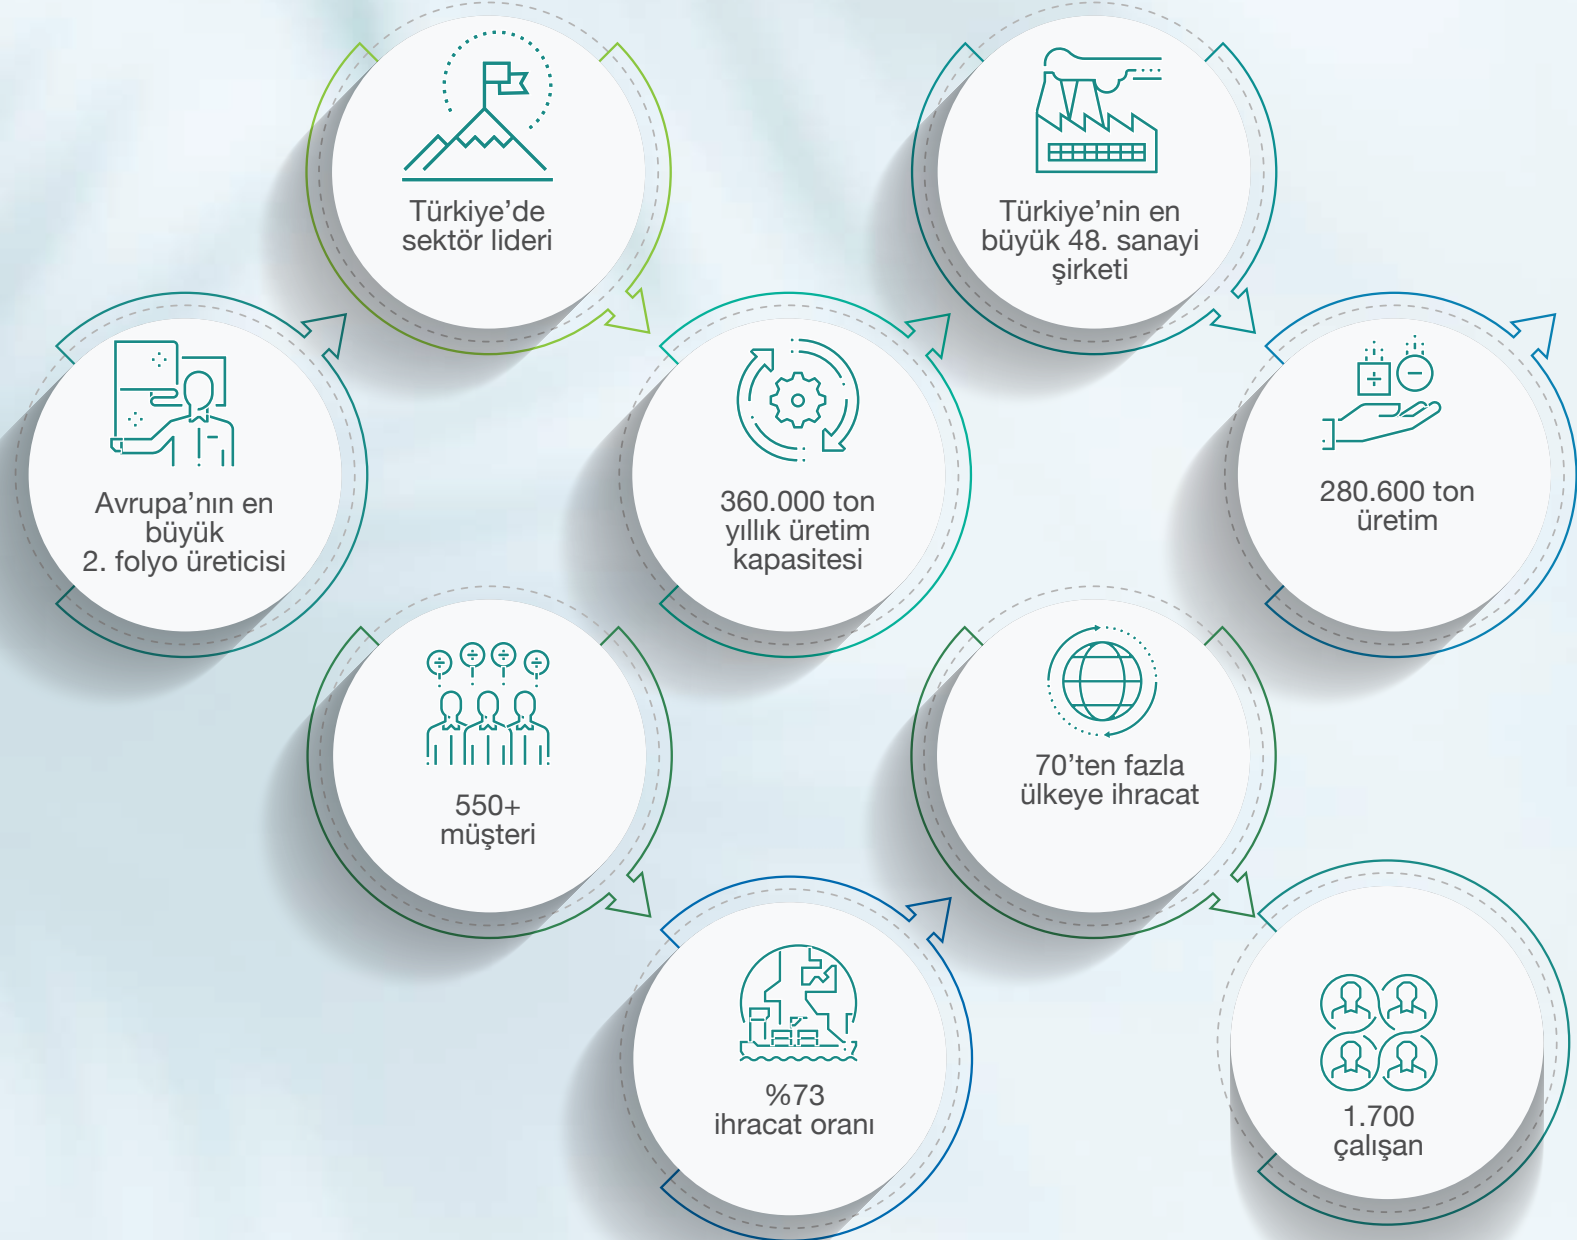 Avrupa’nın en
büyük
2. folyo üreticisi
Türkiye’de
sektör lideri
360.000 ton
yıllık üretim
kapasitesi
Türkiye’nin en
büyük 48. sanayi
şirketi
280.600 ton
üretim
550+
müşteri
%73
ihracat oranı
70’ten fazla
ülkeye ihracat
1.700
çalışan